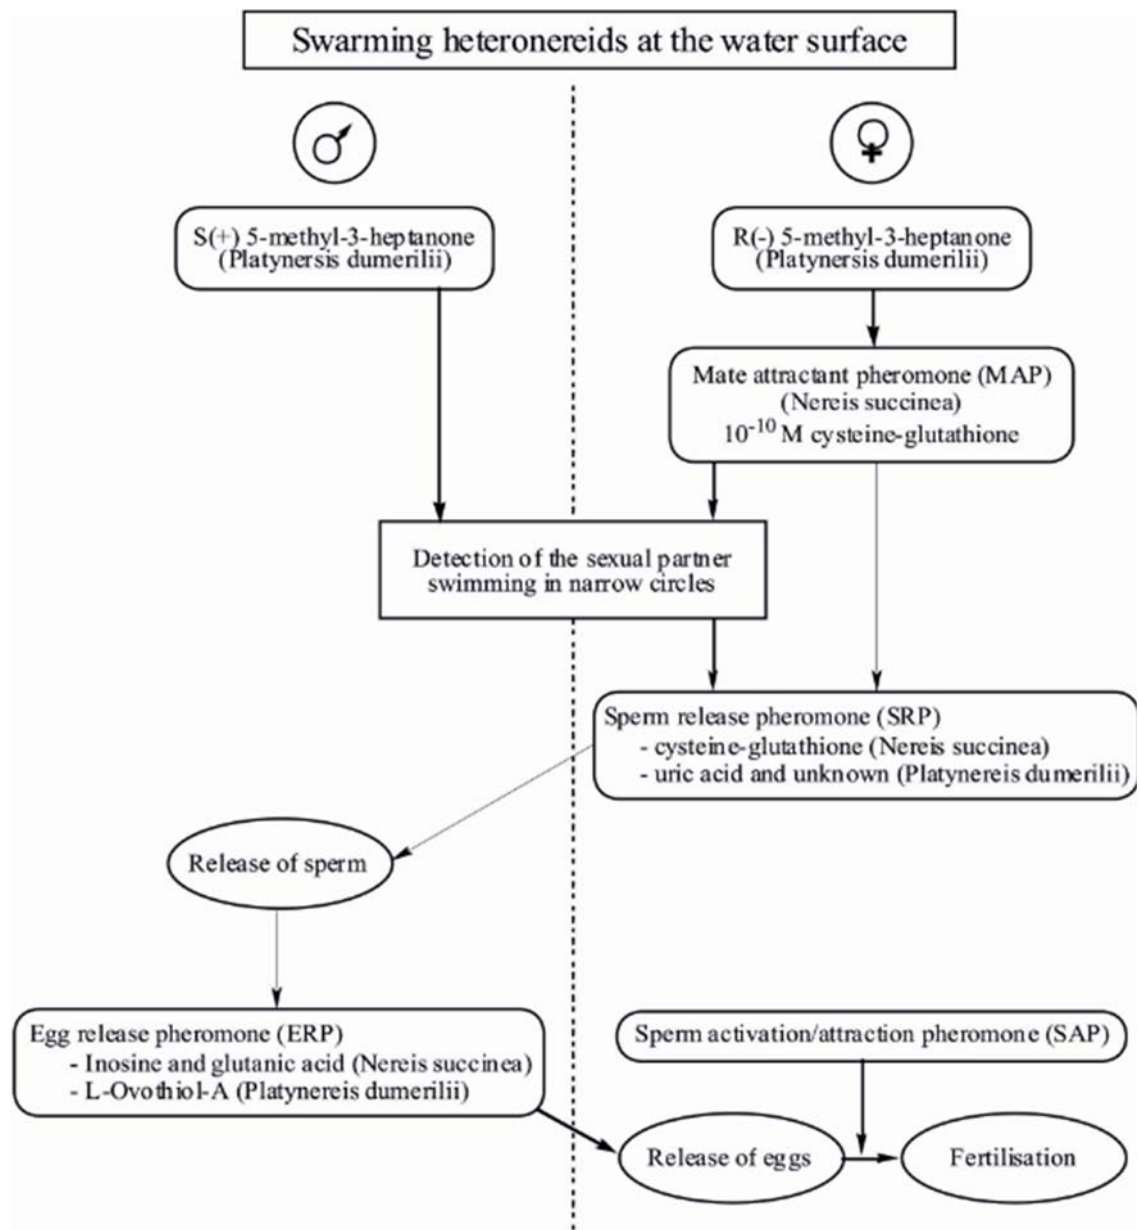 Swarming heteronereids at the water surface
♂
♀
S(+) 5-methyl-3-heptanone
(Platynersis dumerilii)
R(-) 5-methyl-3-heptanone
(Platynersis dumerilii)
Mate attractant pheromone (MAP)
(Nereis succinea)
10⁻¹⁰ M cysteine-glutathione
Detection of the sexual partner
swimming in narrow circles
Sperm release pheromone (SRP)
- cysteine-glutathione (Nereis succinea)
- uric acid and unknown (Platynereis dumerilii)
Release of sperm
Egg release pheromone (ERP)
- Inosine and glutanic acid (Nereis succinea)
- L-Ovothiol-A (Platynereis dumerilii)
Sperm activation/attraction pheromone (SAP)
Release of eggs
Fertilisation